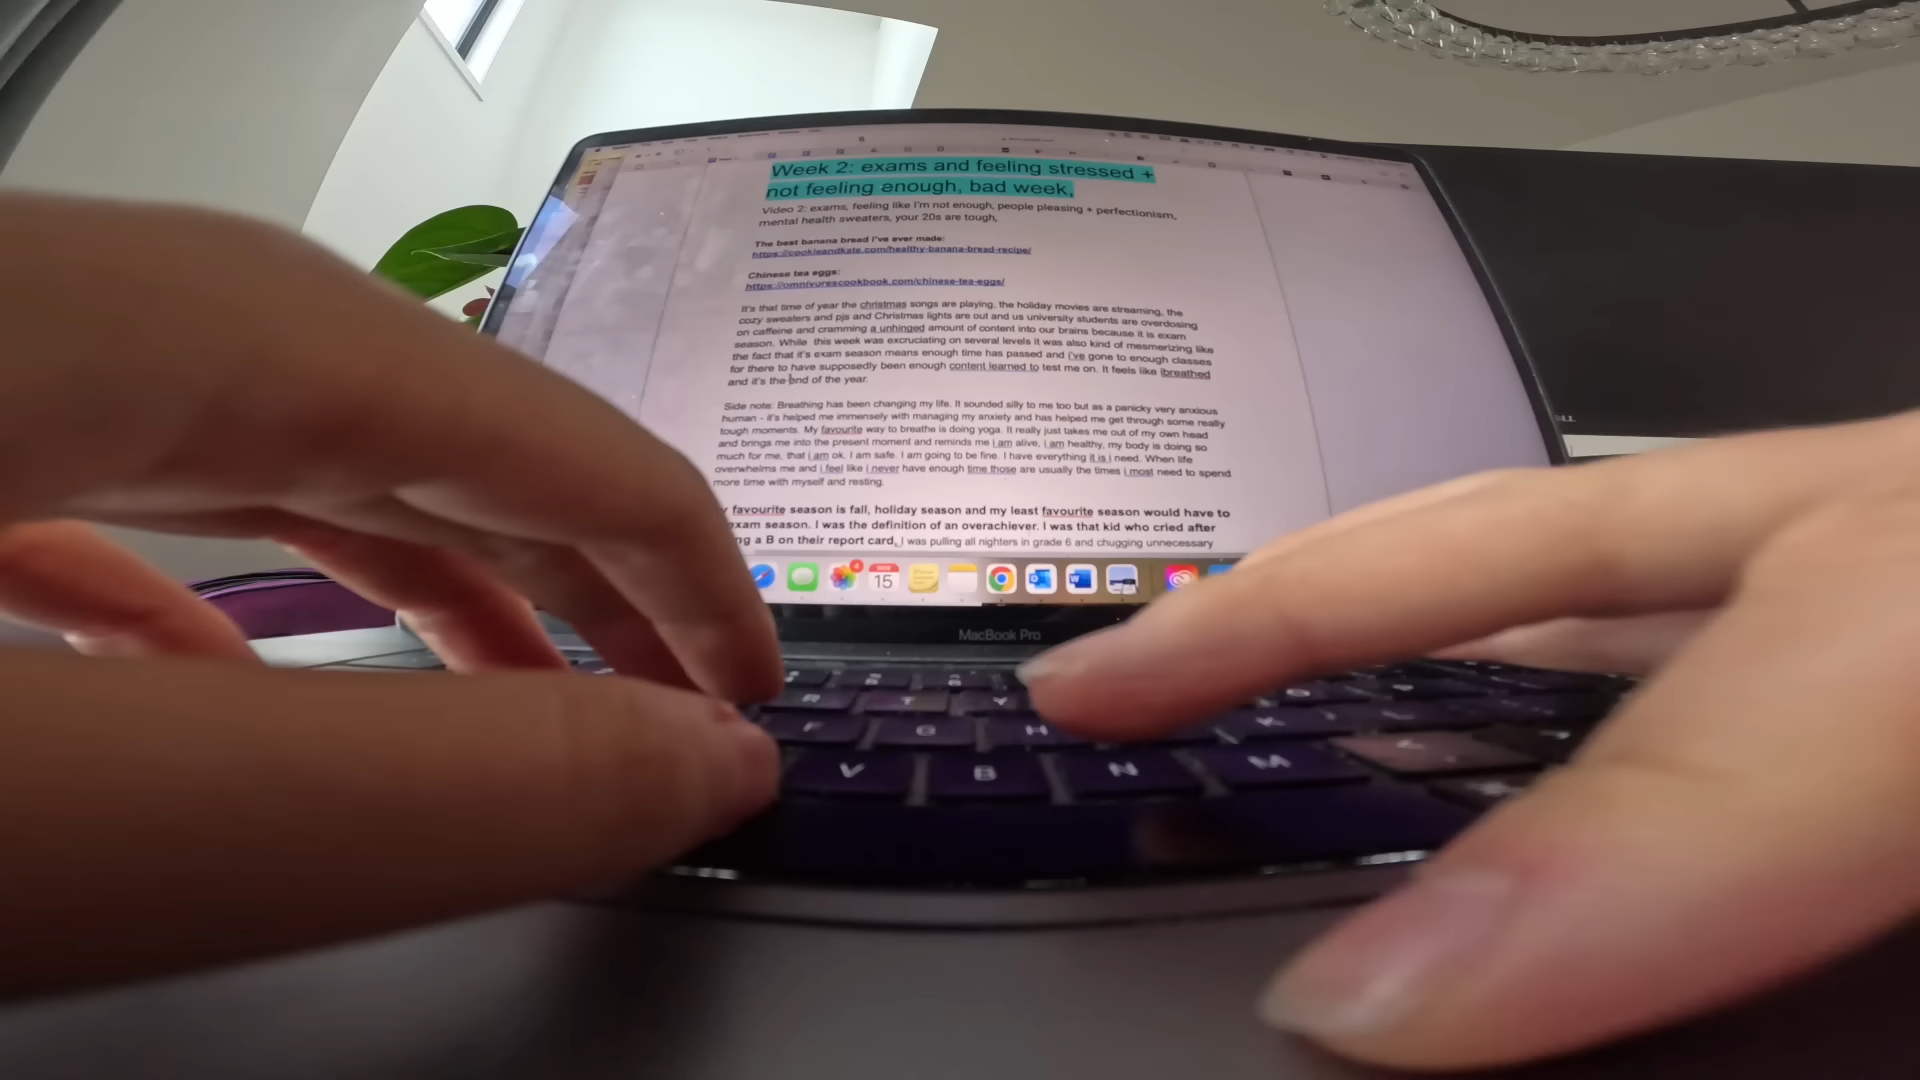 Week 2: exams and feeling stressed +
not feeling enough, bad week,
Video 2: exams, feeling like I'm not enough, people pleasing + perfectionism,
mental health sweaters, your 20s are tough,
The best banana bread i've ever made:
https://cookieandkate.com/healthy-banana-bread-recipe/
Chinese tea eggs:
https://omnivorescookbook.com/chinese-tea-eggs/
It's that time of year the christmas songs are playing, the holiday movies are streaming, the
cozy sweaters and pjs and Christmas lights are out and us university students are overdosing
on caffeine and cramming a unhinged amount of content into our brains because it is exam
season. While this week was excruciating on several levels it was also kind of mesmerizing like
the fact that it's exam season means enough time has passed and i've gone to enough classes
for there to have supposedly been enough content learned to test me on. It feels like ibreathed
and it's the end of the year.
Side note: Breathing has been changing my life. It sounded silly to me too but as a panicky very anxious
human - it's helped me immensely with managing my anxiety and has helped me get through some really
tough moments. My favourite way to breathe is doing yoga. It really just takes me out of my own head
and brings me into the present moment and reminds me i am alive, i am healthy, my body is doing so
much for me, that i am ok. I am safe. I am going to be fine. I have everything it is i need. When life
overwhelms me and i feel like i never have enough time those are usually the times i most need to spend
more time with myself and resting.
favourite season is fall, holiday season and my least favourite season would have to
exam season. I was the definition of an overachiever. I was that kid who cried after
ng a B on their report card, I was pulling all nighters in grade 6 and chugging unnecessary
15
W
MacBook Pro
R T Y
F G H K
V B N M